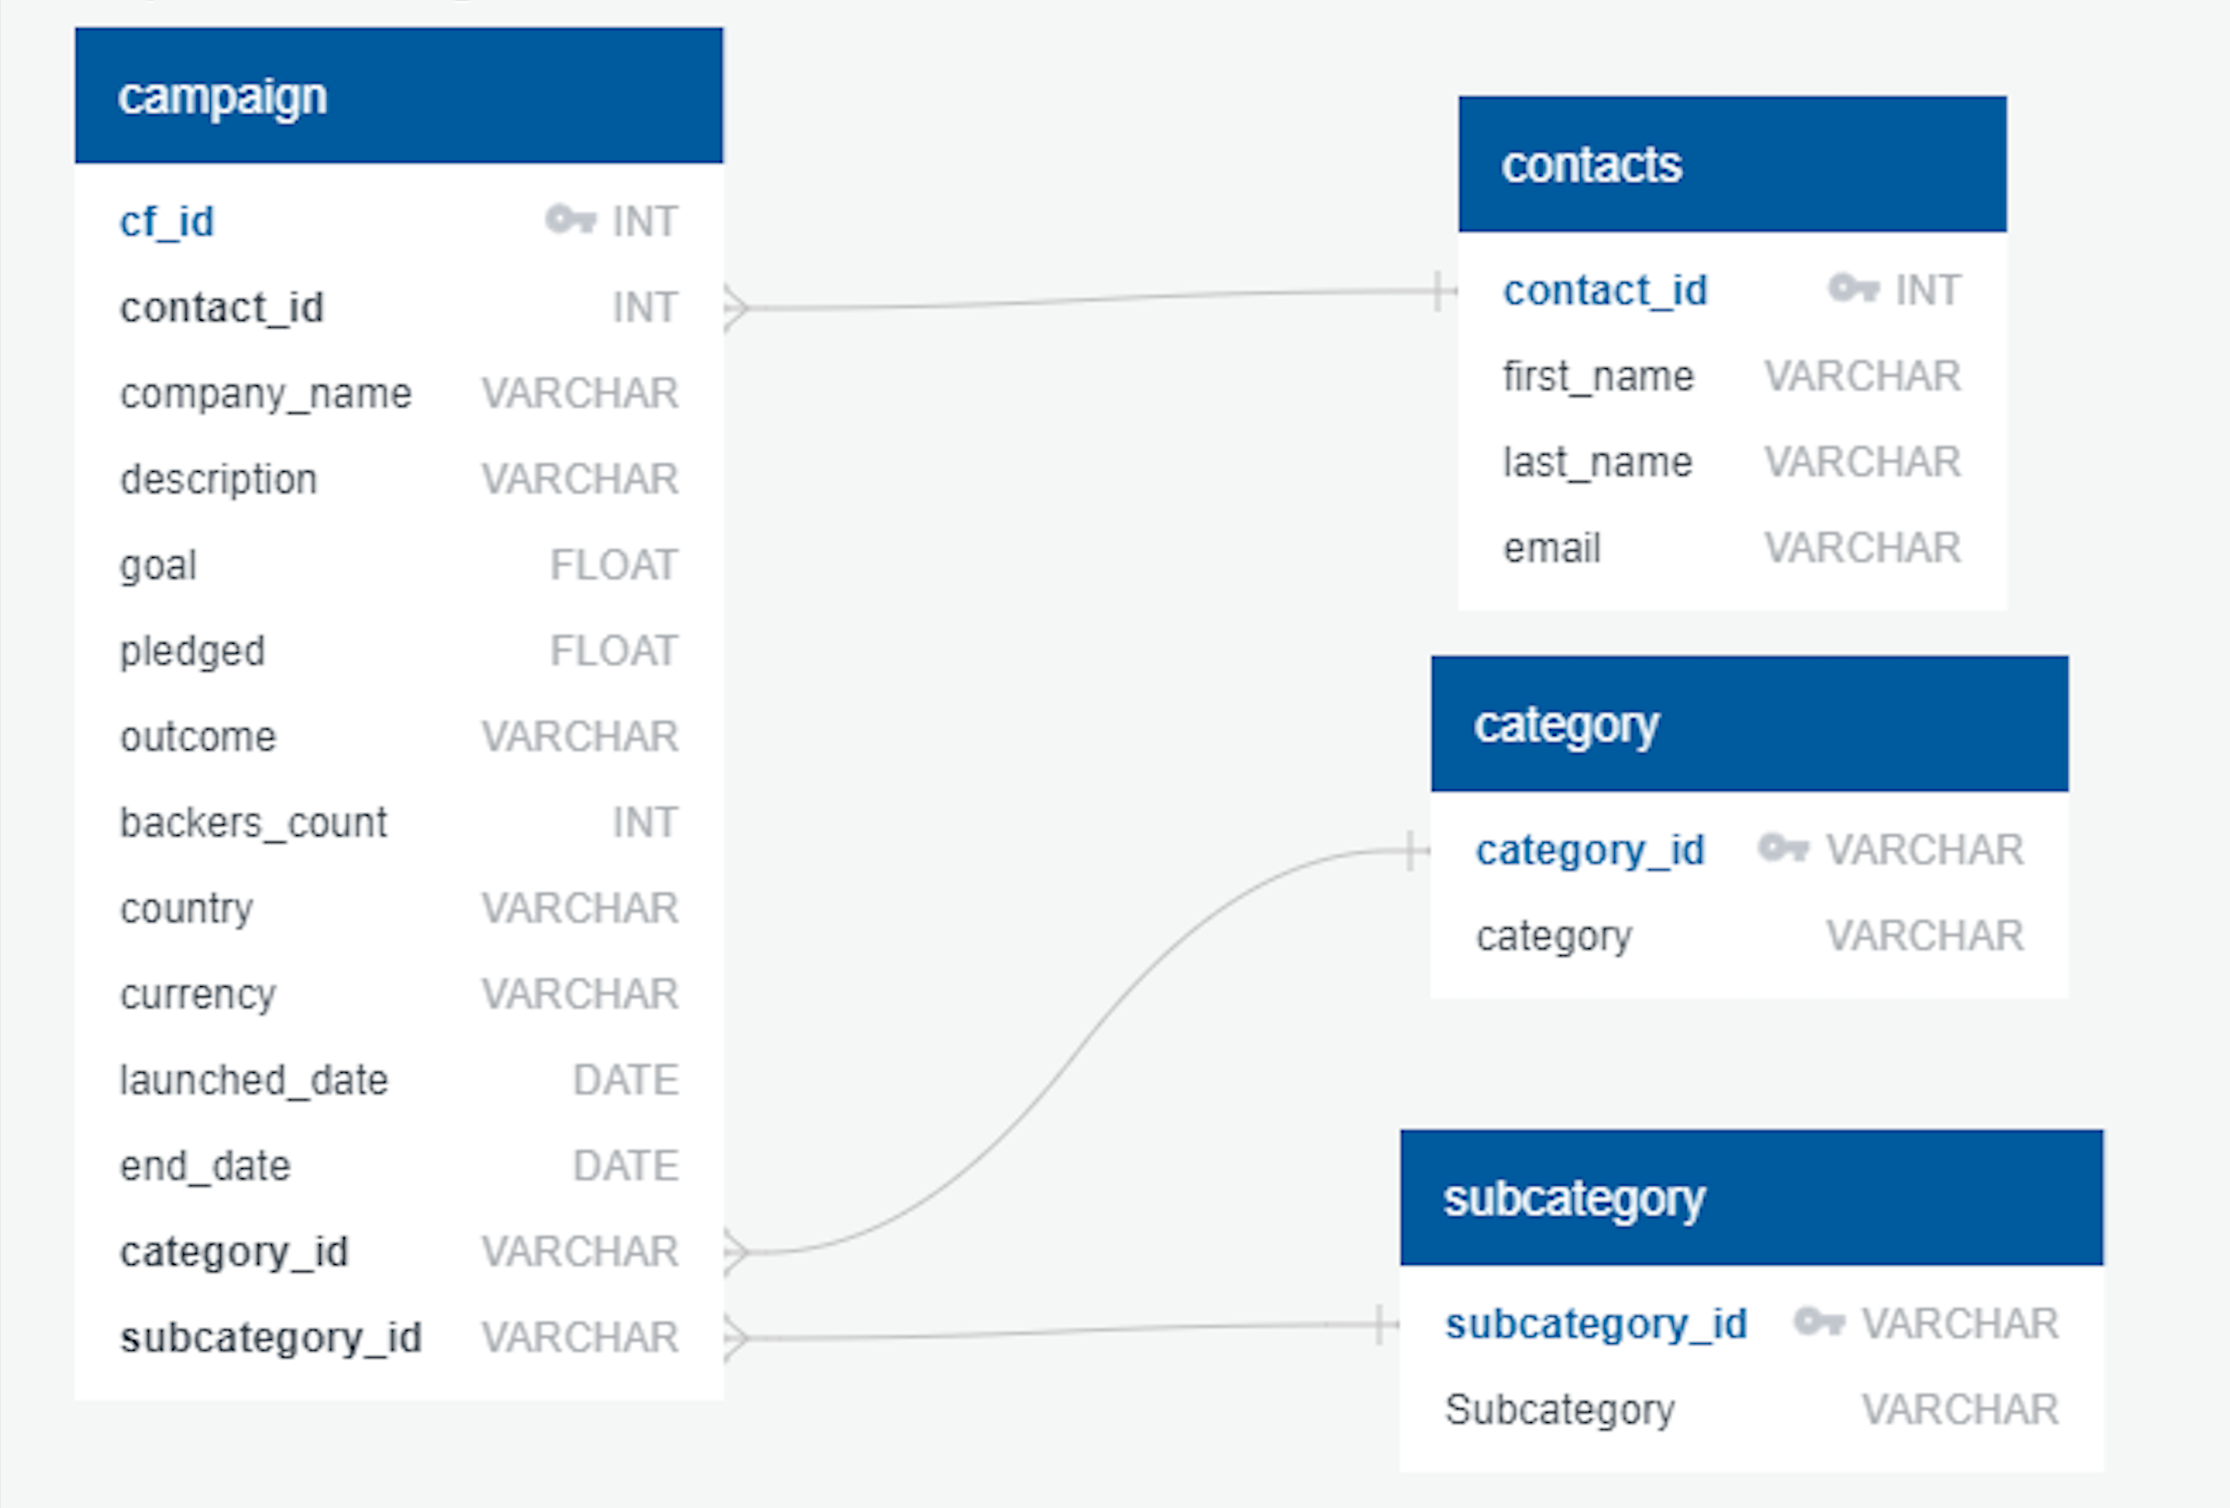 campaign
cf_id INT
contact_id INT
company_name VARCHAR
description VARCHAR
goal FLOAT
pledged FLOAT
outcome VARCHAR
backers_count INT
country VARCHAR
currency VARCHAR
launched_date DATE
end_date DATE
category_id VARCHAR
subcategory_id VARCHAR
contacts
contact_id INT
first_name VARCHAR
last_name VARCHAR
email VARCHAR
category
category_id VARCHAR
category VARCHAR
subcategory
subcategory_id VARCHAR
Subcategory VARCHAR